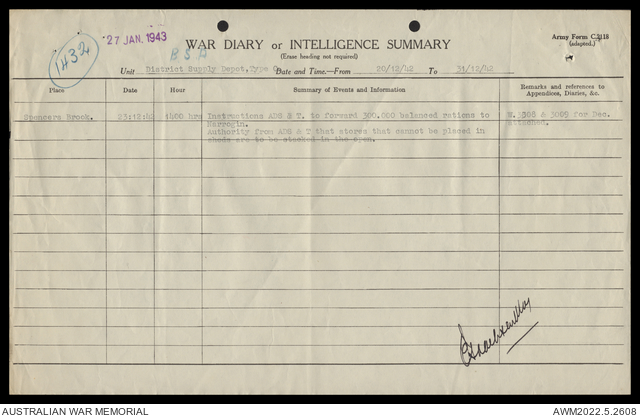 1432
27 JAN. 1943
B S D
WAR DIARY or INTELLIGENCE SUMMARY
(Erase heading not required)
Army Form C.2118
(adapted.)
Unit District Supply Depot, Type C. Date and Time.—From 20/12/42 To 31/12/42
Place Date Hour Summary of Events and Information Remarks and references to
Appendices, Diaries, &c.
Spencers Brook. 23:12:42 1400 hrs Instructions ADS & T. to forward 300,000 balanced rations to W. 3008 & 3009 for Dec.
Narrogin. attached.
Authority from ADS & T that stores that cannot be placed in
sheds are to be stacked in the open.
AUSTRALIAN WAR MEMORIAL
AWM2022.5.2608